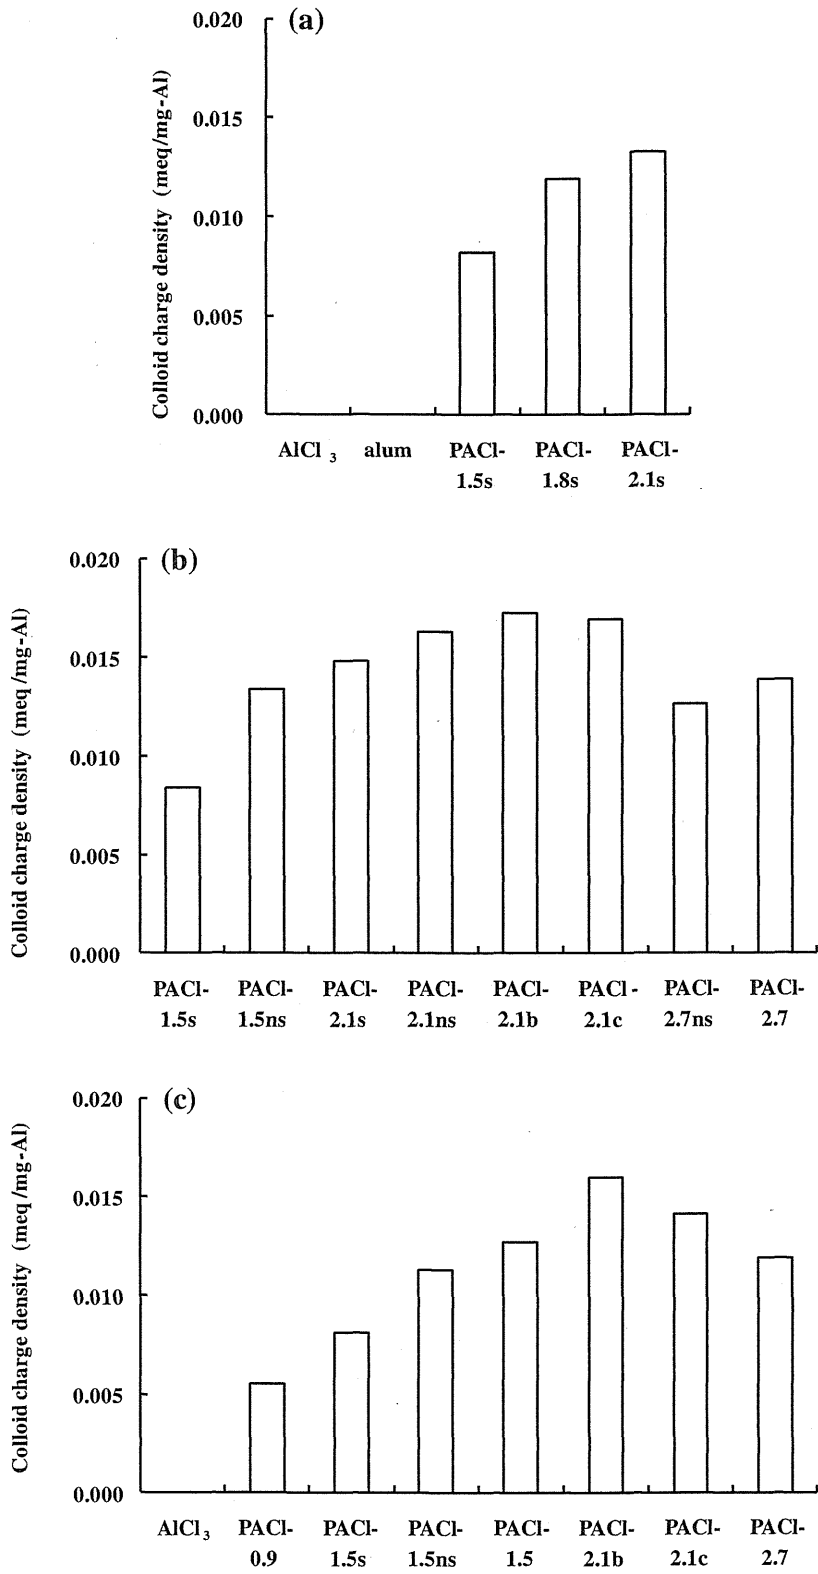 (a)
Colloid charge density (meq/mg-Al)
0.020
0.015
0.010
0.005
0.000
AlCl 3 alum PACl- PACl- PACl-
1.5s 1.8s 2.1s
(b)
Colloid charge density (meq /mg-Al)
0.020
0.015
0.010
0.005
0.000
PACl- PACl- PACl- PACl- PACl- PACl - PACl- PACl-
1.5s 1.5ns 2.1s 2.1ns 2.1b 2.1c 2.7ns 2.7
(c)
Colloid charge density (meq /mg-Al)
0.020
0.015
0.010
0.005
0.000
AlCl 3 PACl- PACl- PACl- PACl- PACl- PACl- PACl-
0.9 1.5s 1.5ns 1.5 2.1b 2.1c 2.7